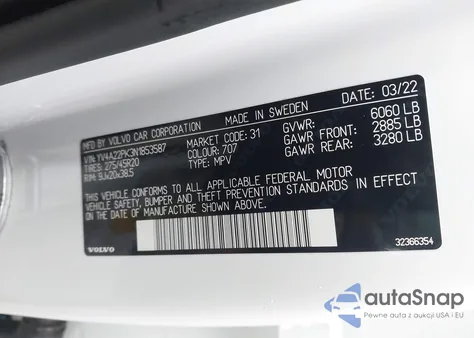 MFD BY VOLVO CAR CORPORATION MADE IN SWEDEN DATE: 03/22
VIN: YV4A22PK3N1853587 MARKET CODE: 31 GVWR: 6060 LB
TIRE: 275/45R20 COLOUR: 707 GAWR FRONT: 2885 LB
RIM: 9Jx20x38.5 TYPE: MPV GAWR REAR: 3280 LB
THIS VEHICLE CONFORMS TO ALL APPLICABLE FEDERAL MOTOR
VEHICLE SAFETY, BUMPER AND THEFT PREVENTION STANDARDS IN EFFECT
ON THE DATE OF MANUFACTURE SHOWN ABOVE.
VOLVO 32366354
autoSnap
Pewne auta z aukcji USA i EU